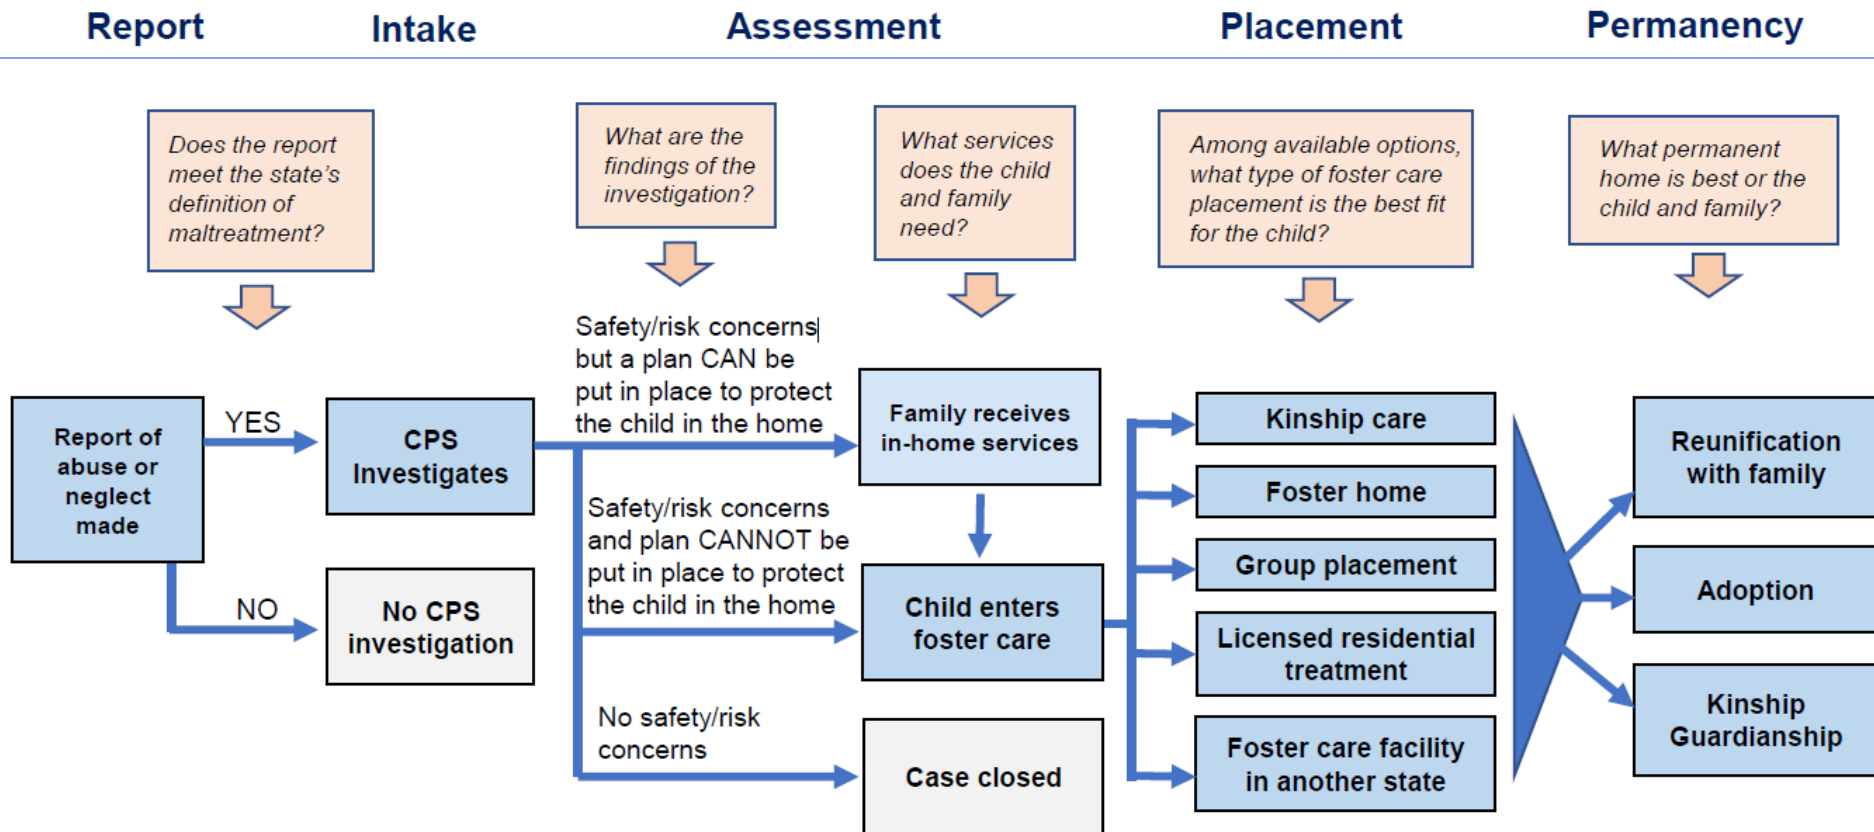 Report
Intake
Assessment
Placement
Permanency
Does the report
meet the state's
definition of
maltreatment?
What are the
findings of the
investigation?
What services
does the child
and family
need?
Among available options,
what type of foster care
placement is the best fit
for the child?
What permanent
home is best or the
child and family?
Report of
abuse or
neglect
made
YES
NO
CPS
Investigates
No CPS
investigation
Safety/risk concerns
but a plan CAN be
put in place to protect
the child in the home
Safety/risk concerns
and plan CANNOT be
put in place to protect
the child in the home
No safety/risk
concerns
Family receives
in-home services
Child enters
foster care
Case closed
Kinship care
Foster home
Group placement
Licensed residential
treatment
Foster care facility
in another state
Reunification
with family
Adoption
Kinship
Guardianship